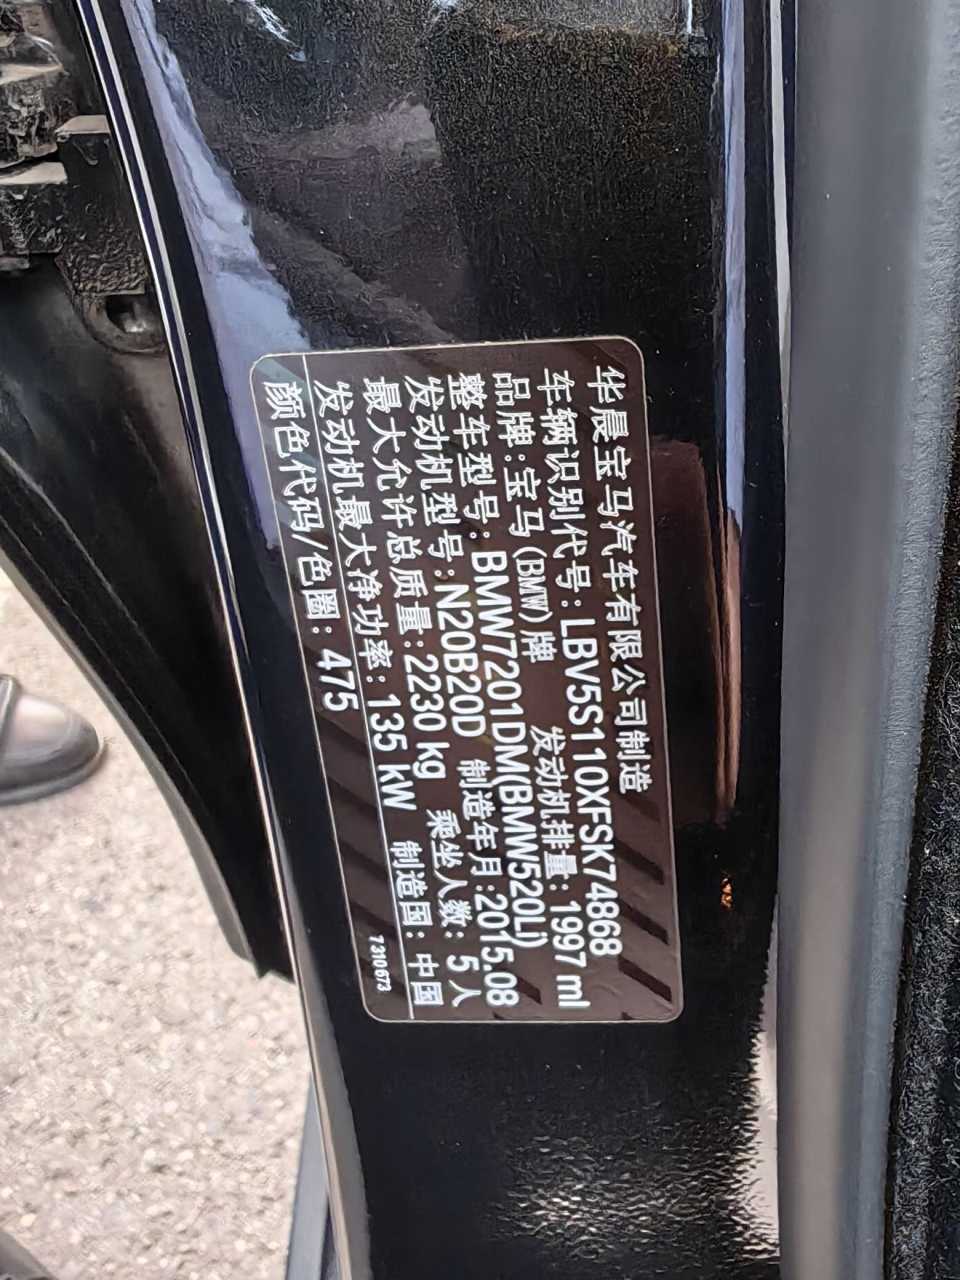 华晨宝马汽车有限公司制造
车辆识别代号:LBV5S110XFSK74868
品牌:宝马(BMW)牌 发动机排量:1997 ml
整车型号:BMW7201DM(BMW520Li)
发动机型号:N20B20D 制造年月:2015.08
最大允许总质量:2230 kg 乘坐人数:5人
发动机最大净功率:135 kW 制造国:中国
颜色代码/色圈:475
7 310 673